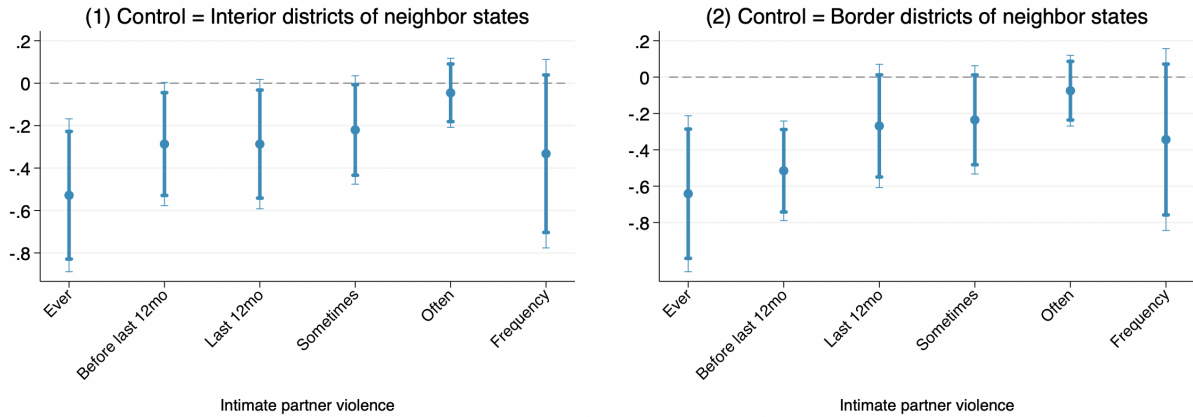 (1) Control = Interior districts of neighbor states
.2
0
-.2
-.4
-.6
-.8
Ever
Before last 12mo
Last 12mo
Sometimes
Often
Frequency
Intimate partner violence
(2) Control = Border districts of neighbor states
.2
0
-.2
-.4
-.6
-.8
Ever
Before last 12mo
Last 12mo
Sometimes
Often
Frequency
Intimate partner violence